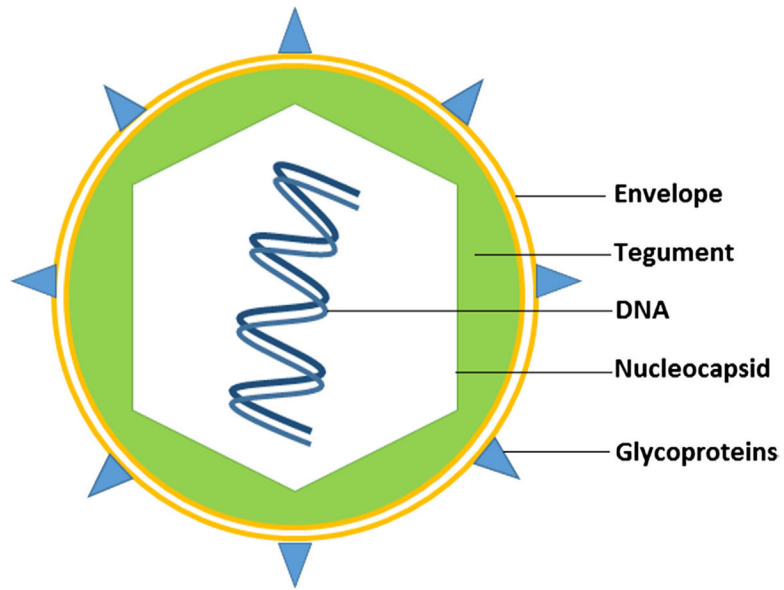 Envelope
Tegument
DNA
Nucleocapsid
Glycoproteins